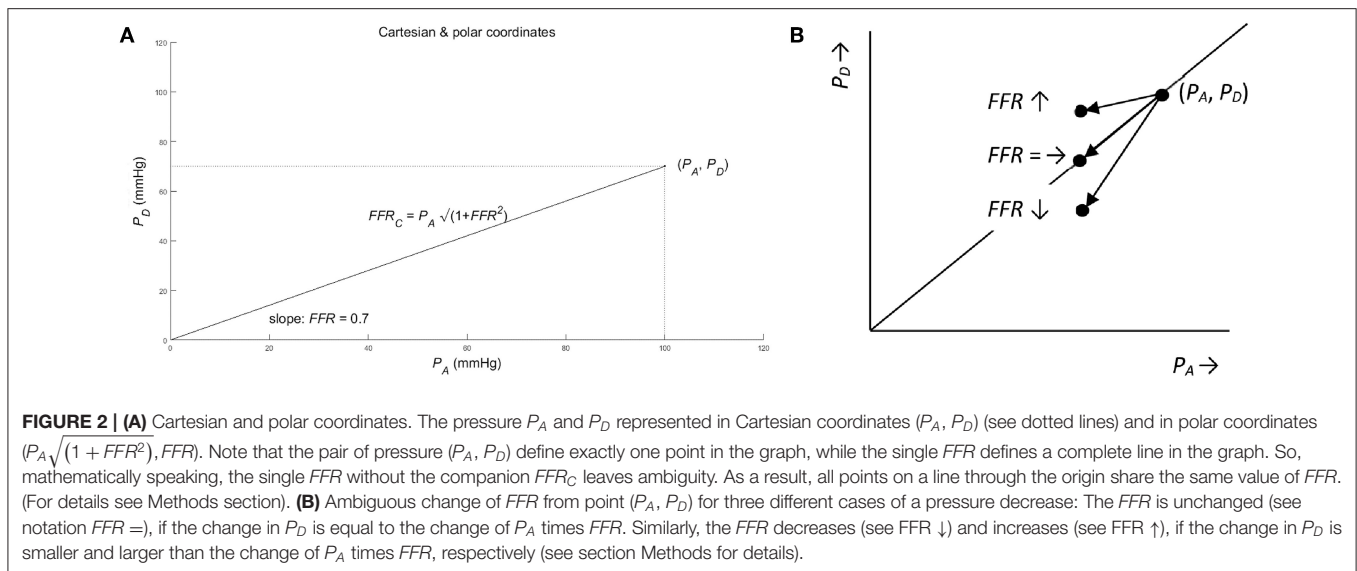 A
Cartesian & polar coordinates
120
100
80
60
40
20
0
P_D (mmHg)
(P_A, P_D)
FFR_C = P_A √(1+FFR²)
slope: FFR = 0.7
0 20 40 60 80 100 120
P_A (mmHg)
B
P_D →
(P_A, P_D)
FFR ↑
FFR = →
FFR ↓
P_A →
FIGURE 2 | (A) Cartesian and polar coordinates. The pressure P_A and P_D represented in Cartesian coordinates (P_A, P_D) (see dotted lines) and in polar coordinates
(P_A√(1 + FFR²), FFR). Note that the pair of pressure (P_A, P_D) define exactly one point in the graph, while the single FFR defines a complete line in the graph. So,
mathematically speaking, the single FFR without the companion FFR_C leaves ambiguity. As a result, all points on a line through the origin share the same value of FFR.
(For details see Methods section). (B) Ambiguous change of FFR from point (P_A, P_D) for three different cases of a pressure decrease: The FFR is unchanged (see
notation FFR =), if the change in P_D is equal to the change of P_A times FFR. Similarly, the FFR decreases (see FFR ↓) and increases (see FFR ↑), if the change in P_D is
smaller and larger than the change of P_A times FFR, respectively (see section Methods for details).